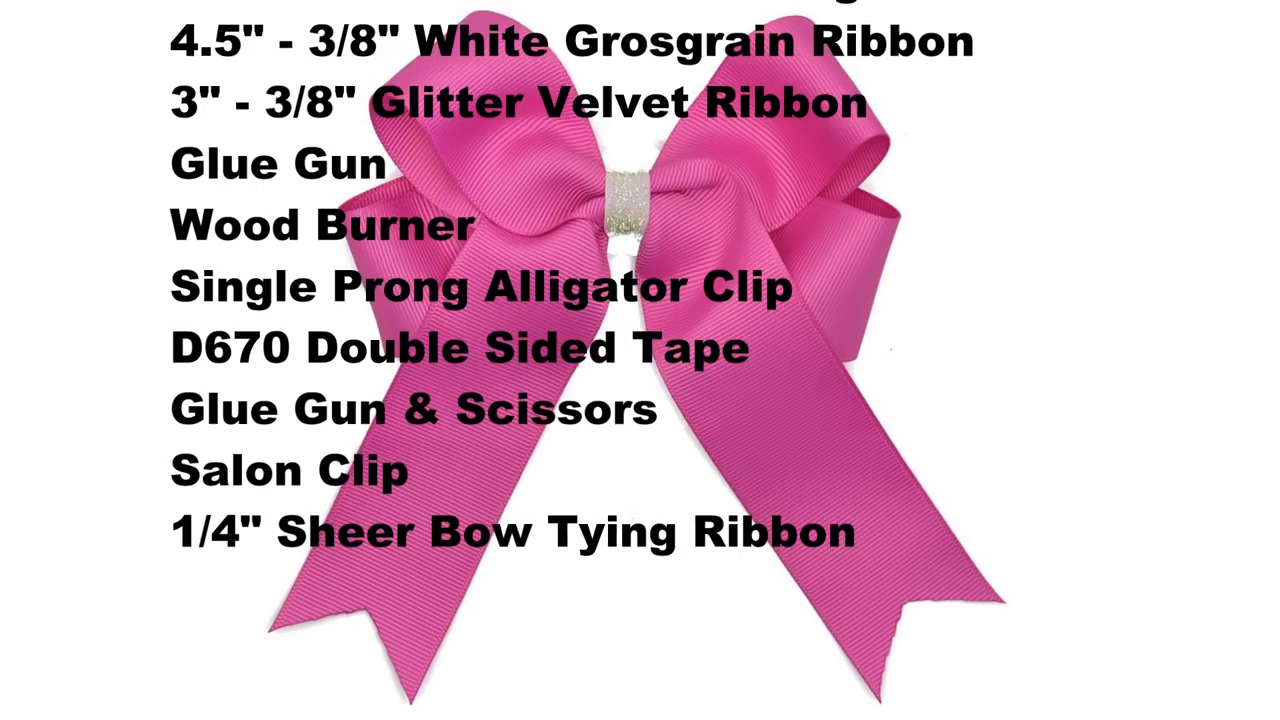 4.5" - 3/8" White Grosgrain Ribbon
3" - 3/8" Glitter Velvet Ribbon
Glue Gun
Wood Burner
Single Prong Alligator Clip
D670 Double Sided Tape
Glue Gun & Scissors
Salon Clip
1/4" Sheer Bow Tying Ribbon